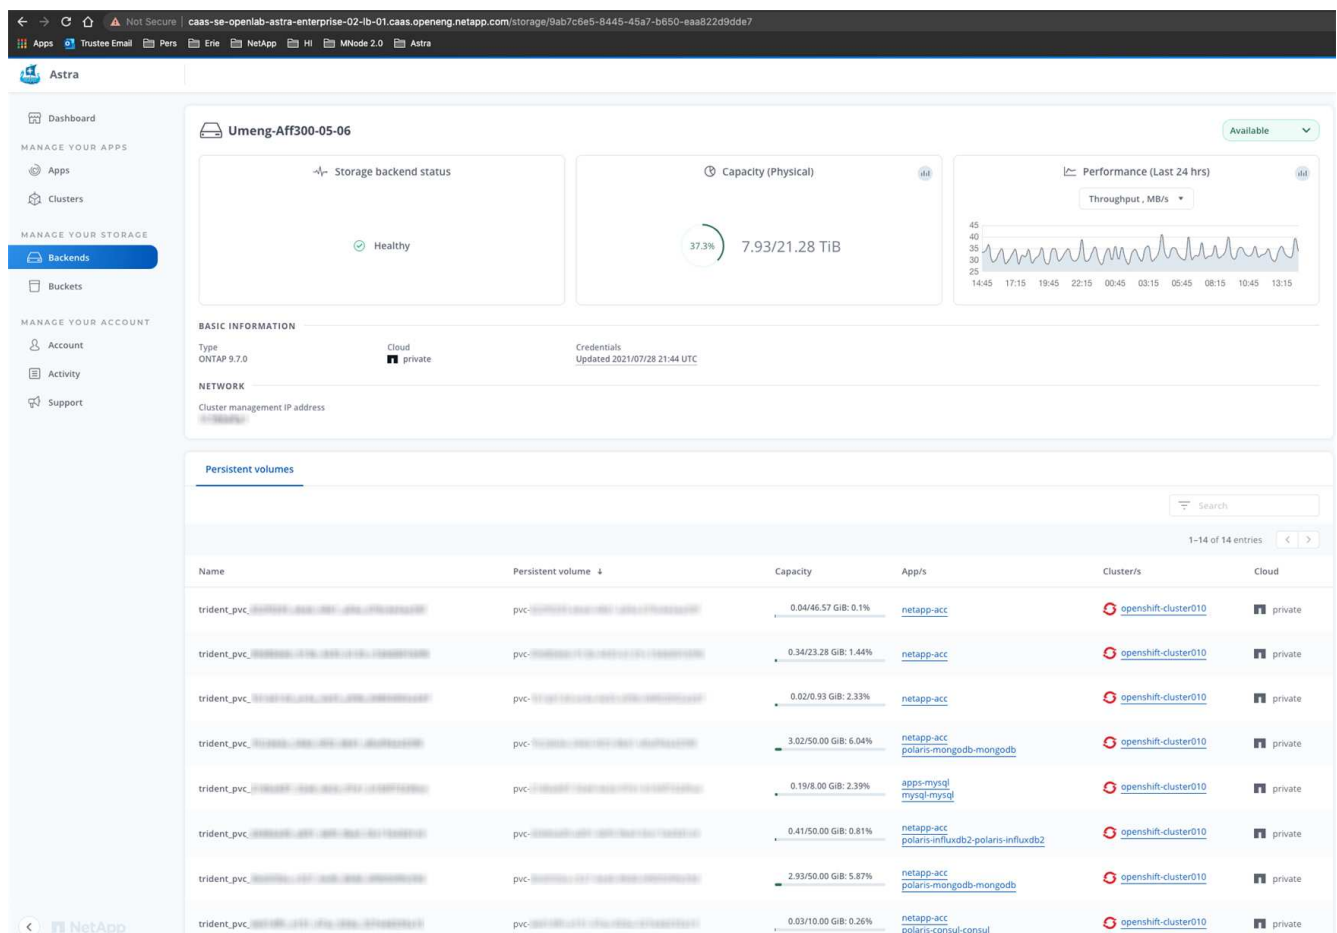 Not Secure | caas-se-openlab-astra-enterprise-02-lb-01.caas.openeng.netapp.com/storage/9ab7c6e5-8445-45a7-b650-eaa822d9dde7
Apps Trustee Email Pers Erie NetApp HI MNode 2.0 Astra
Astra
Dashboard
MANAGE YOUR APPS
Apps
Clusters
MANAGE YOUR STORAGE
Backends
Buckets
MANAGE YOUR ACCOUNT
Account
Activity
Support
NetApp
Umeng-Aff300-05-06
Available
Storage backend status
Healthy
Capacity (Physical)
37.3%
7.93/21.28 TiB
Performance (Last 24 hrs)
Throughput , MB/s
45
40
35
30
25
14:45 17:15 19:45 22:15 00:45 03:15 05:45 08:15 10:45 13:15
BASIC INFORMATION
Type Cloud Credentials
ONTAP 9.7.0 private Updated 2021/07/28 21:44 UTC
NETWORK
Cluster management IP address
Persistent volumes
Search
1–14 of 14 entries
Name Persistent volume Capacity App/s Cluster/s Cloud
trident_pvc_ pvc- 0.04/46.57 GiB: 0.1% netapp-acc openshift-cluster010 private
trident_pvc_ pvc- 0.34/23.28 GiB: 1.44% netapp-acc openshift-cluster010 private
trident_pvc_ pvc- 0.02/0.93 GiB: 2.33% netapp-acc openshift-cluster010 private
trident_pvc_ pvc- 3.02/50.00 GiB: 6.04% netapp-acc openshift-cluster010 private
polaris-mongodb-mongodb
trident_pvc_ pvc- 0.19/8.00 GiB: 2.39% apps-mysql openshift-cluster010 private
mysql-mysql
trident_pvc_ pvc- 0.41/50.00 GiB: 0.81% netapp-acc openshift-cluster010 private
polaris-influxdb2-polaris-influxdb2
trident_pvc_ pvc- 2.93/50.00 GiB: 5.87% netapp-acc openshift-cluster010 private
polaris-mongodb-mongodb
trident_pvc_ pvc- 0.03/10.00 GiB: 0.26% netapp-acc openshift-cluster010 private
polaris-consul-consul